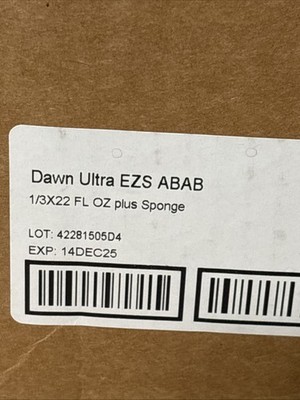 Dawn Ultra EZS ABAB
1/3X22 FL OZ plus Sponge
LOT: 42281505D4
EXP: 14DEC25